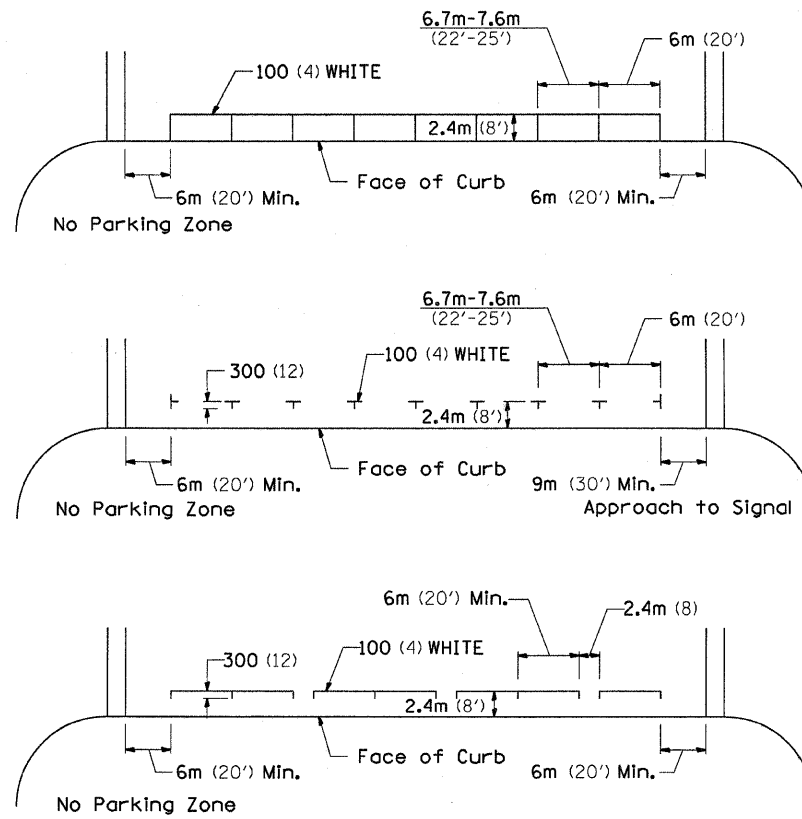 6.7m-7.6m
(22'-25')
6m (20')
100 (4) WHITE
2.4m (8')
Face of Curb
6m (20') Min.
6m (20') Min.
No Parking Zone
6.7m-7.6m
(22'-25')
6m (20')
100 (4) WHITE
300 (12)
2.4m (8')
Face of Curb
6m (20') Min.
9m (30') Min.
No Parking Zone
Approach to Signal
6m (20') Min.
2.4m (8)
100 (4) WHITE
300 (12)
2.4m (8')
Face of Curb
6m (20') Min.
6m (20') Min.
No Parking Zone